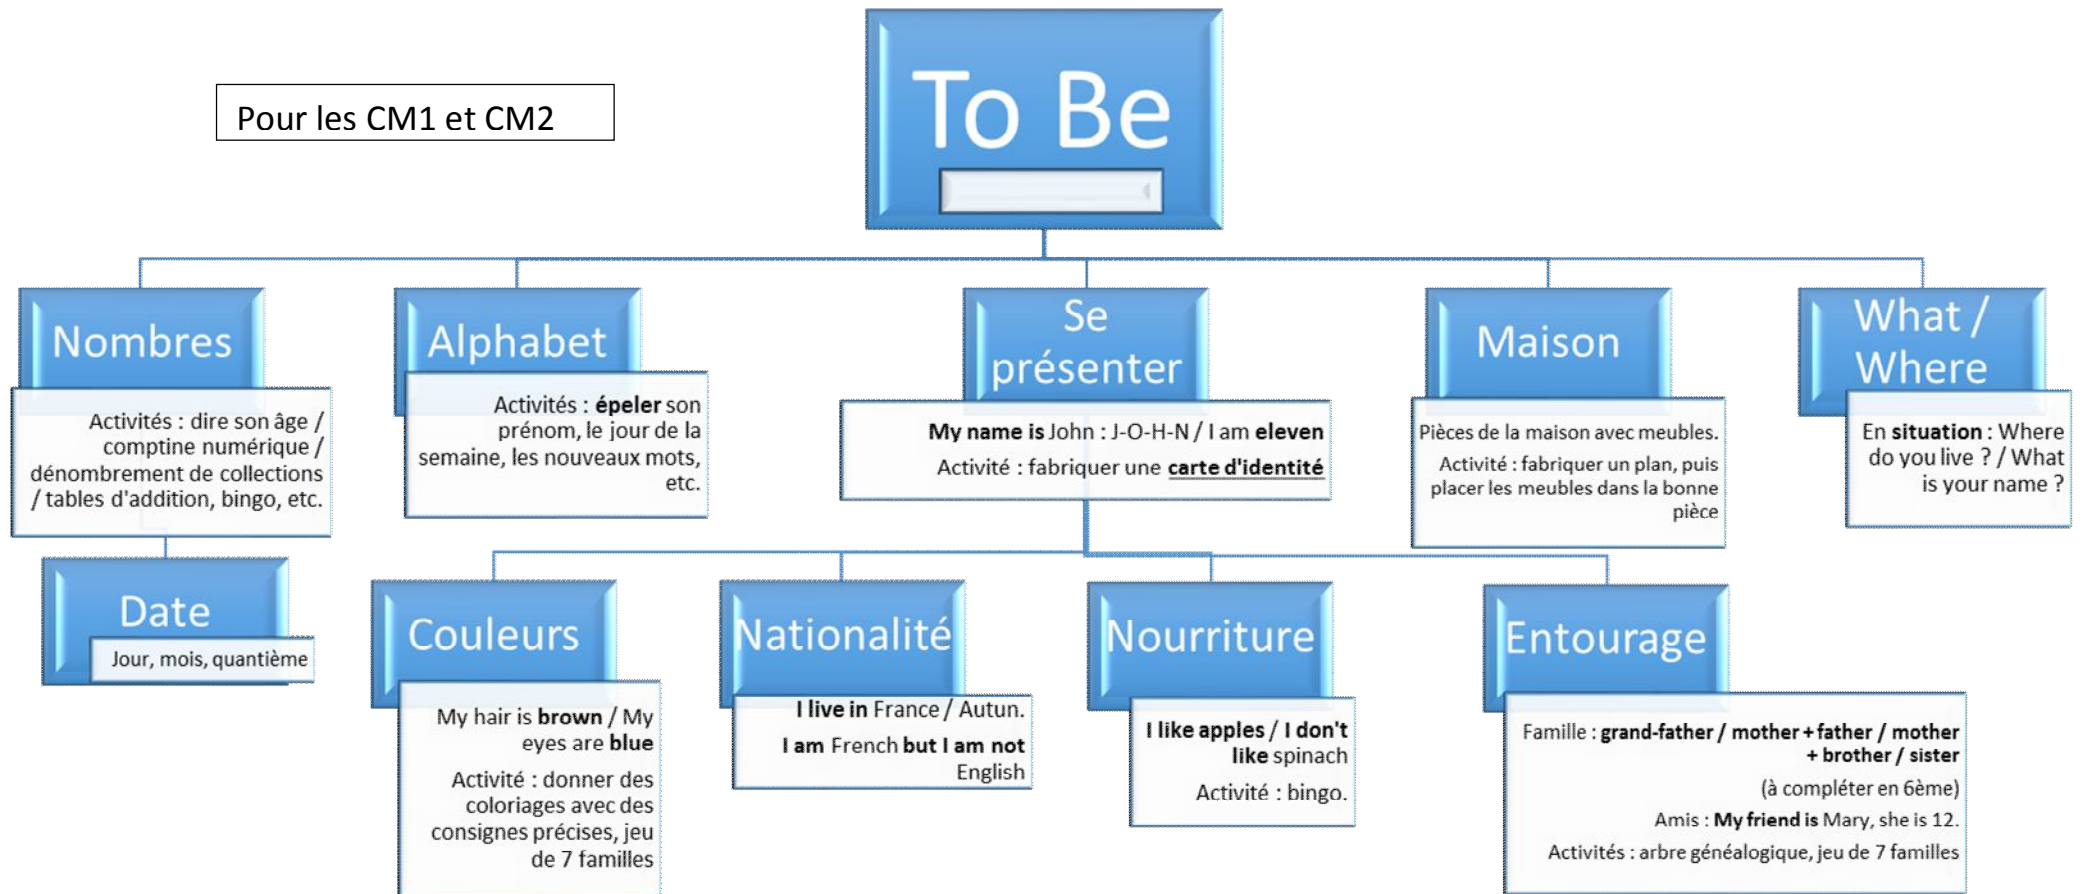 Pour les CM1 et CM2
To Be
Nombres
Activités : dire son âge /
comptine numérique /
dénombrement de collections
/ tables d'addition, bingo, etc.
Date
Jour, mois, quantième
Alphabet
Activités : épeler son
prénom, le jour de la
semaine, les nouveaux mots,
etc.
Se
présenter
My name is John : J-O-H-N / I am eleven
Activité : fabriquer une carte d'identité
Maison
Pièces de la maison avec meubles.
Activité : fabriquer un plan, puis
placer les meubles dans la bonne
pièce
What /
Where
En situation : Where
do you live ? / What
is your name ?
Couleurs
My hair is brown / My
eyes are blue
Activité : donner des
coloriages avec des
consignes précises, jeu
de 7 familles
Nationalité
I live in France / Autun.
I am French but I am not
English
Nourriture
I like apples / I don't
like spinach
Activité : bingo.
Entourage
Famille : grand-father / mother + father / mother
+ brother / sister
(à compléter en 6ème)
Amis : My friend is Mary, she is 12.
Activités : arbre généalogique, jeu de 7 familles